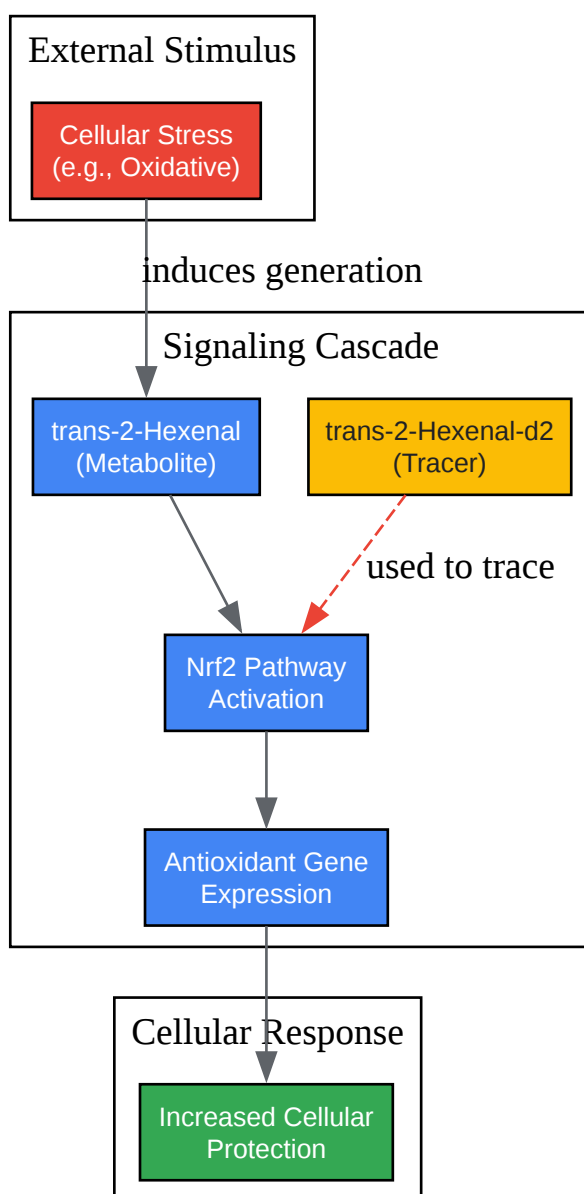 External Stimulus
Cellular Stress
(e.g., Oxidative)
induces generation
Signaling Cascade
trans-2-Hexenal
(Metabolite)
trans-2-Hexenal-d2
(Tracer)
used to trace
Nrf2 Pathway
Activation
Antioxidant Gene
Expression
Cellular Response
Increased Cellular
Protection